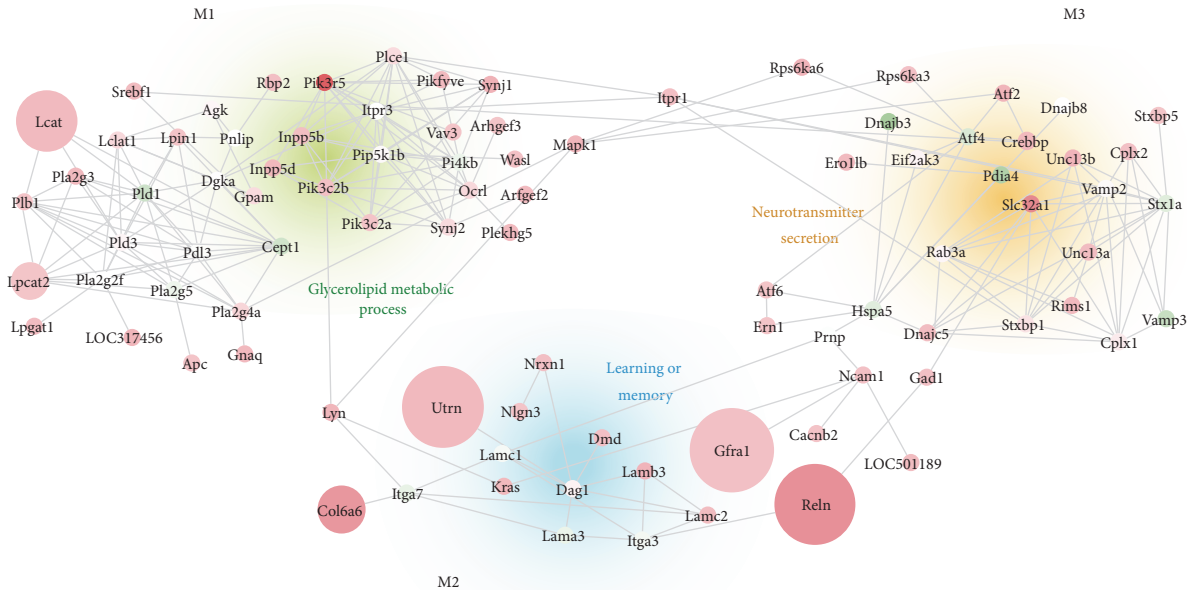 M1
M3
Plce1
Rps6ka6
Rps6ka3
Srebf1
Rbp2
Pik3r5
Pikfyve
Synj1
Itpr1
Atf2
Dnajb8
Stxbp5
Lcat
Agk
Itpr3
Dnajb3
Lclat1
Lpin1
Pnlip
Inpp5b
Vav3
Arhgef3
Mapk1
Atf4
Crebbp
Unc13b
Cplx2
Pip5k1b
Pi4kb
Wasl
Ero1lb
Eif2ak3
Pla2g3
Pld1
Dgka
Inpp5d
Pik3c2b
Gpam
Ocrl
Arfgef2
Pdia4
Vamp2
Plb1
Slc32a1
Stx1a
Pik3c2a
Synj2
Plekhg5
Neurotransmitter
secretion
Pld3
Pdl3
Cept1
Rab3a
Unc13a
Lpcat2
Pla2g2f
Pla2g5
Glycerolipid metabolic
process
Atf6
Pla2g4a
Hspa5
Rims1
Lpgat1
LOC317456
Ern1
Prnp
Dnajc5
Stxbp1
Vamp3
Cplx1
Apc
Gnaq
Nrxn1
Learning or
memory
Ncam1
Gad1
Lyn
Utrn
Nlgn3
Cacnb2
Dmd
Gfra1
Lamc1
LOC501189
Lamb3
Kras
Dag1
Itga7
Col6a6
Reln
Lamc2
Lama3
Itga3
M2